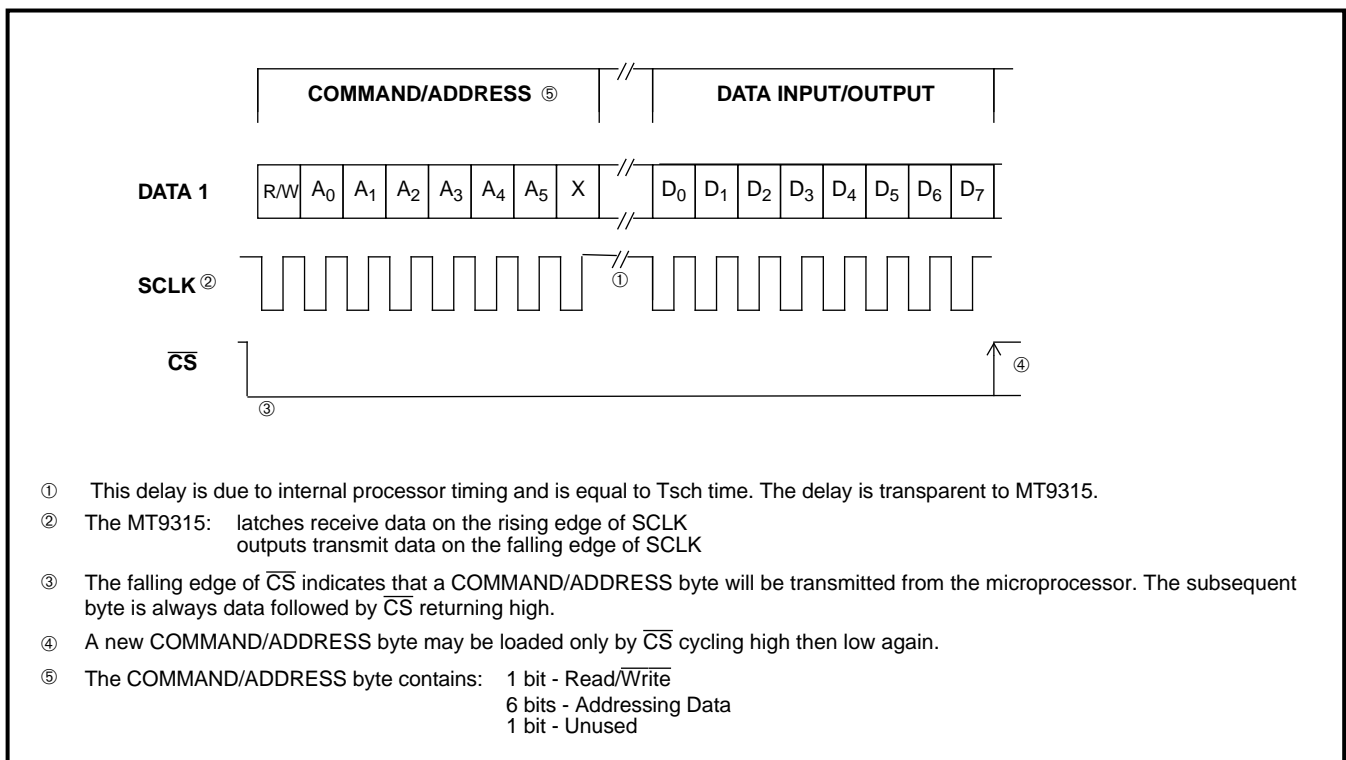 COMMAND/ADDRESS ⑤ // DATA INPUT/OUTPUT
DATA 1 R/W A₀ A₁ A₂ A₃ A₄ A₅ X // // D₀ D₁ D₂ D₃ D₄ D₅ D₆ D₇
SCLK ② // ①
C̅S̅ ④
③
① This delay is due to internal processor timing and is equal to Tsch time. The delay is transparent to MT9315.
② The MT9315: latches receive data on the rising edge of SCLK
outputs transmit data on the falling edge of SCLK
③ The falling edge of C̅S̅ indicates that a COMMAND/ADDRESS byte will be transmitted from the microprocessor. The subsequent
byte is always data followed by C̅S̅ returning high.
④ A new COMMAND/ADDRESS byte may be loaded only by C̅S̅ cycling high then low again.
⑤ The COMMAND/ADDRESS byte contains: 1 bit - Read/W̅r̅i̅t̅e̅
6 bits - Addressing Data
1 bit - Unused